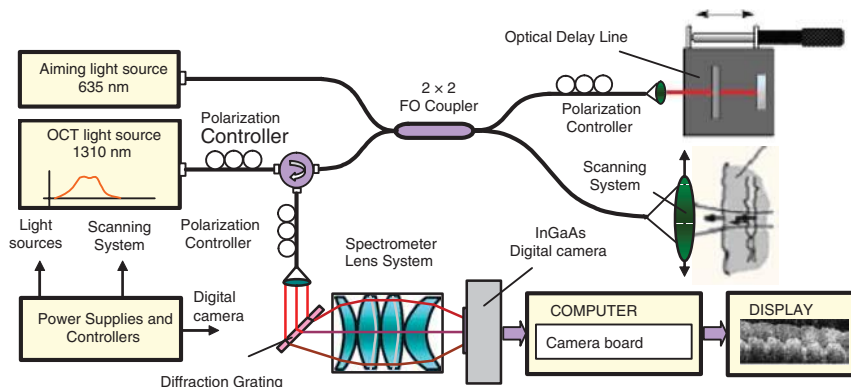 Aiming light source
635 nm
OCT light source
1310 nm
Polarization
Controller
2 × 2
FO Coupler
Optical Delay Line
Polarization
Controller
Scanning
System
Light
sources
Scanning
System
Polarization
Controller
Spectrometer
Lens System
InGaAs
Digital camera
Power Supplies and
Controllers
Digital
camera
Diffraction Grating
COMPUTER
Camera board
DISPLAY